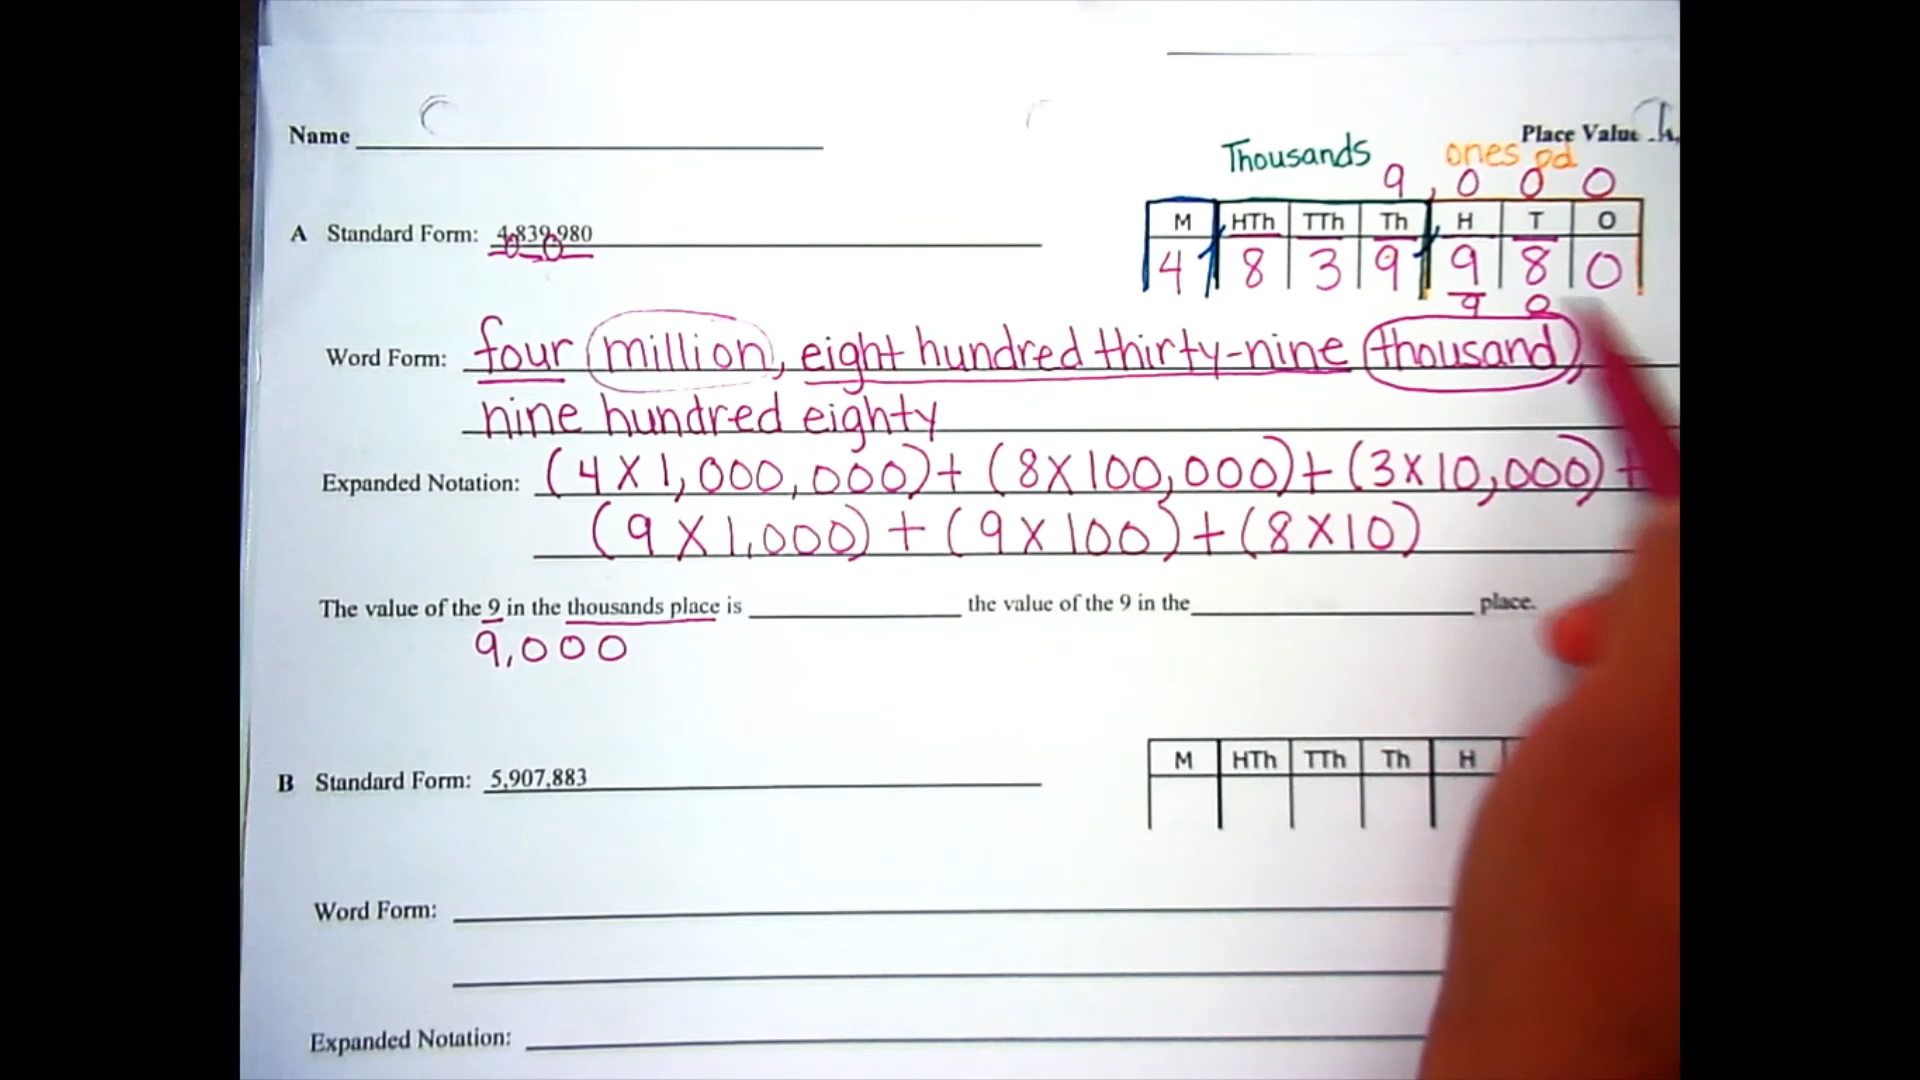 Name
Place Value
Thousands ones pd
9,000
M HTh TTh Th H T O
A Standard Form: 4,839,980
4 8 3 9 9 8 0
9 0
Word Form: four million, eight hundred thirty-nine thousand,
nine hundred eighty
Expanded Notation: (4 X 1,000,000) + (8 X 100,000) + (3 X 10,000) +
(9 X 1,000) + (9 X 100) + (8 X 10)
The value of the 9 in the thousands place is the value of the 9 in the place.
9,000
M HTh TTh Th H
B Standard Form: 5,907,883
Word Form:
Expanded Notation: